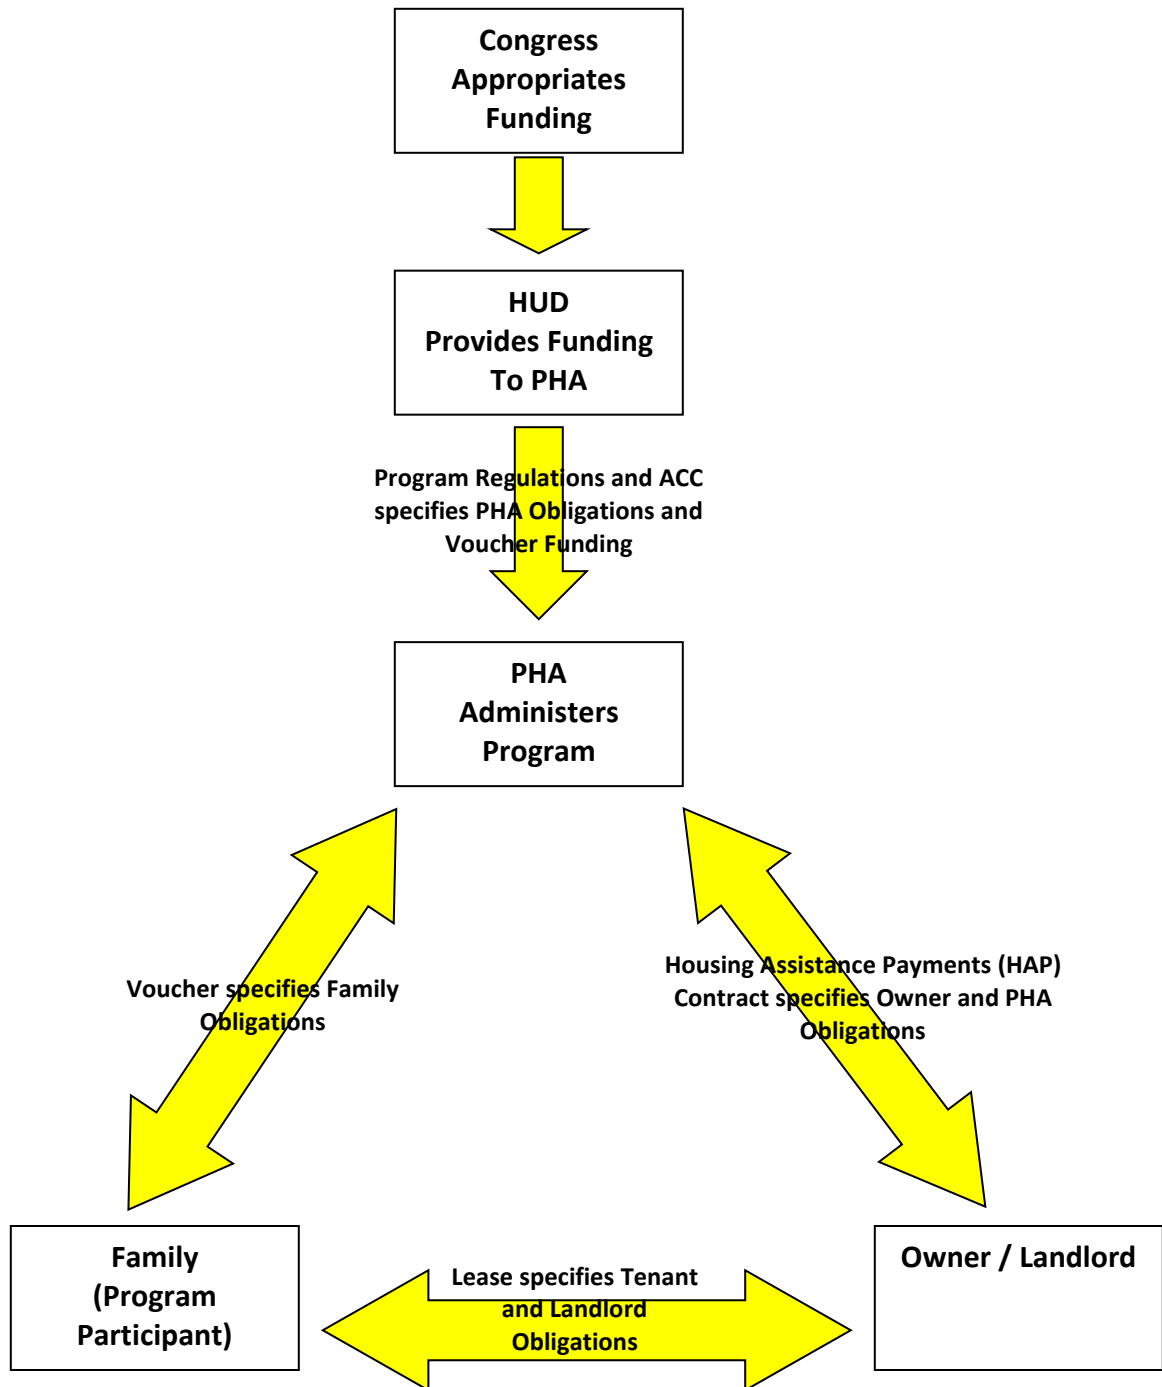 Congress
Appropriates
Funding
HUD
Provides Funding
To PHA
Program Regulations and ACC
specifies PHA Obligations and
Voucher Funding
PHA
Administers
Program
Voucher specifies Family
Obligations
Housing Assistance Payments (HAP)
Contract specifies Owner and PHA
Obligations
Family
(Program
Participant)
Lease specifies Tenant
and Landlord
Obligations
Owner / Landlord